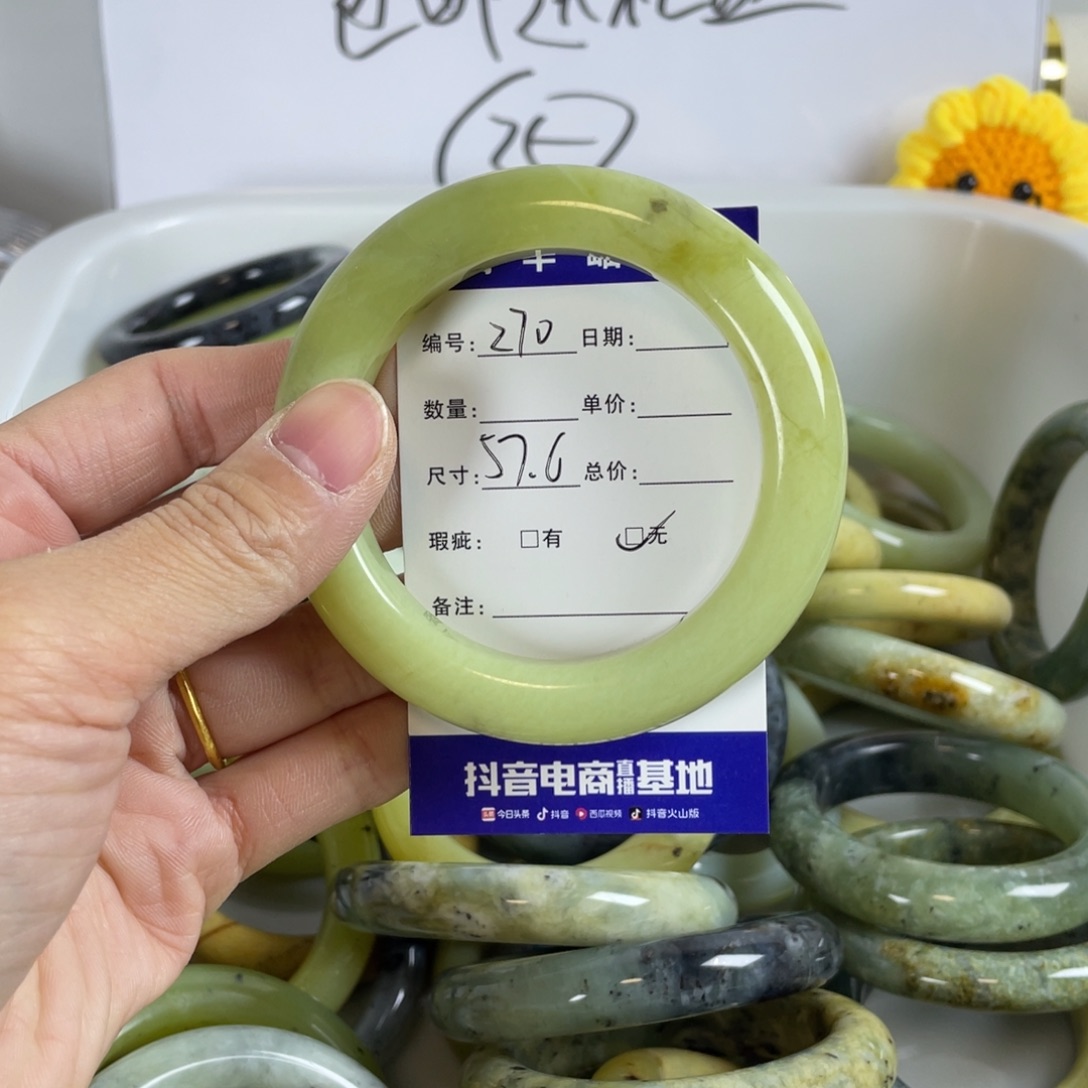 编号: 270 日期:
数量: 单价:
尺寸: 57.6 总价:
瑕疵: □有 ☑无
备注:
抖音电商直播基地
头条 今日头条 抖音 西瓜视频 抖音火山版